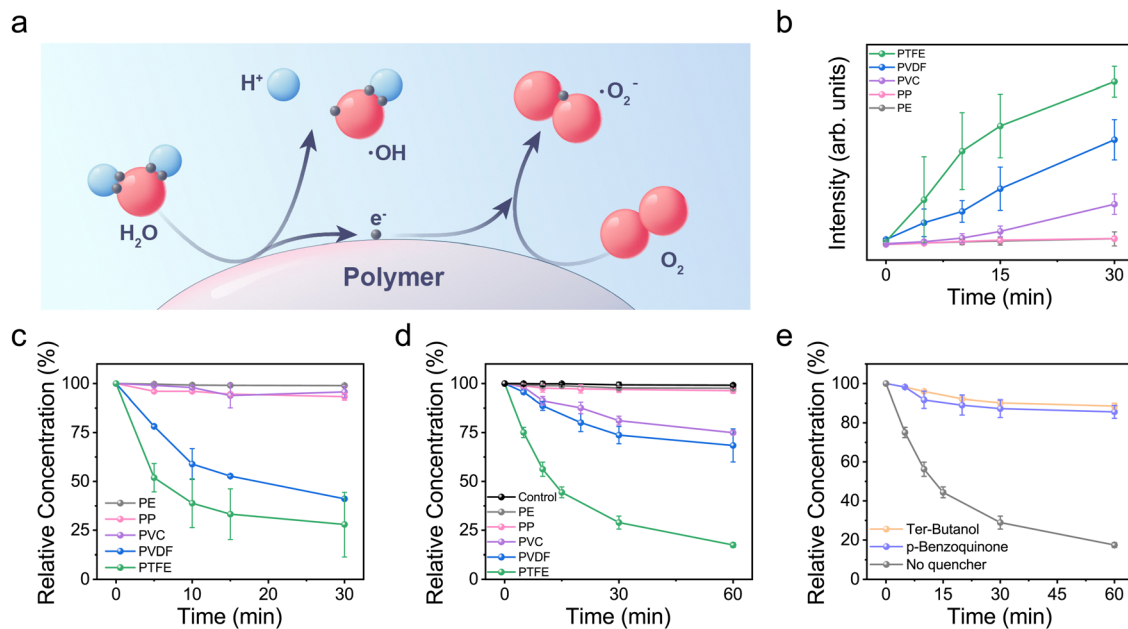 a
H⁺
·OH
·O₂⁻
H₂O
e⁻
O₂
Polymer
b
PTFE
PVDF
PVC
PP
PE
Intensity (arb. units)
0 15 30
Time (min)
c
100
75
50
25
0
Relative Concentration (%)
PE
PP
PVC
PVDF
PTFE
0 10 20 30
Time (min)
d
100
75
50
25
0
Relative Concentration (%)
Control
PE
PP
PVC
PVDF
PTFE
0 20 40 60
Time (min)
e
100
80
60
40
20
0
Relative Concentration (%)
Ter-Butanol
p-Benzoquinone
No quencher
0 15 30 45 60
Time (min)